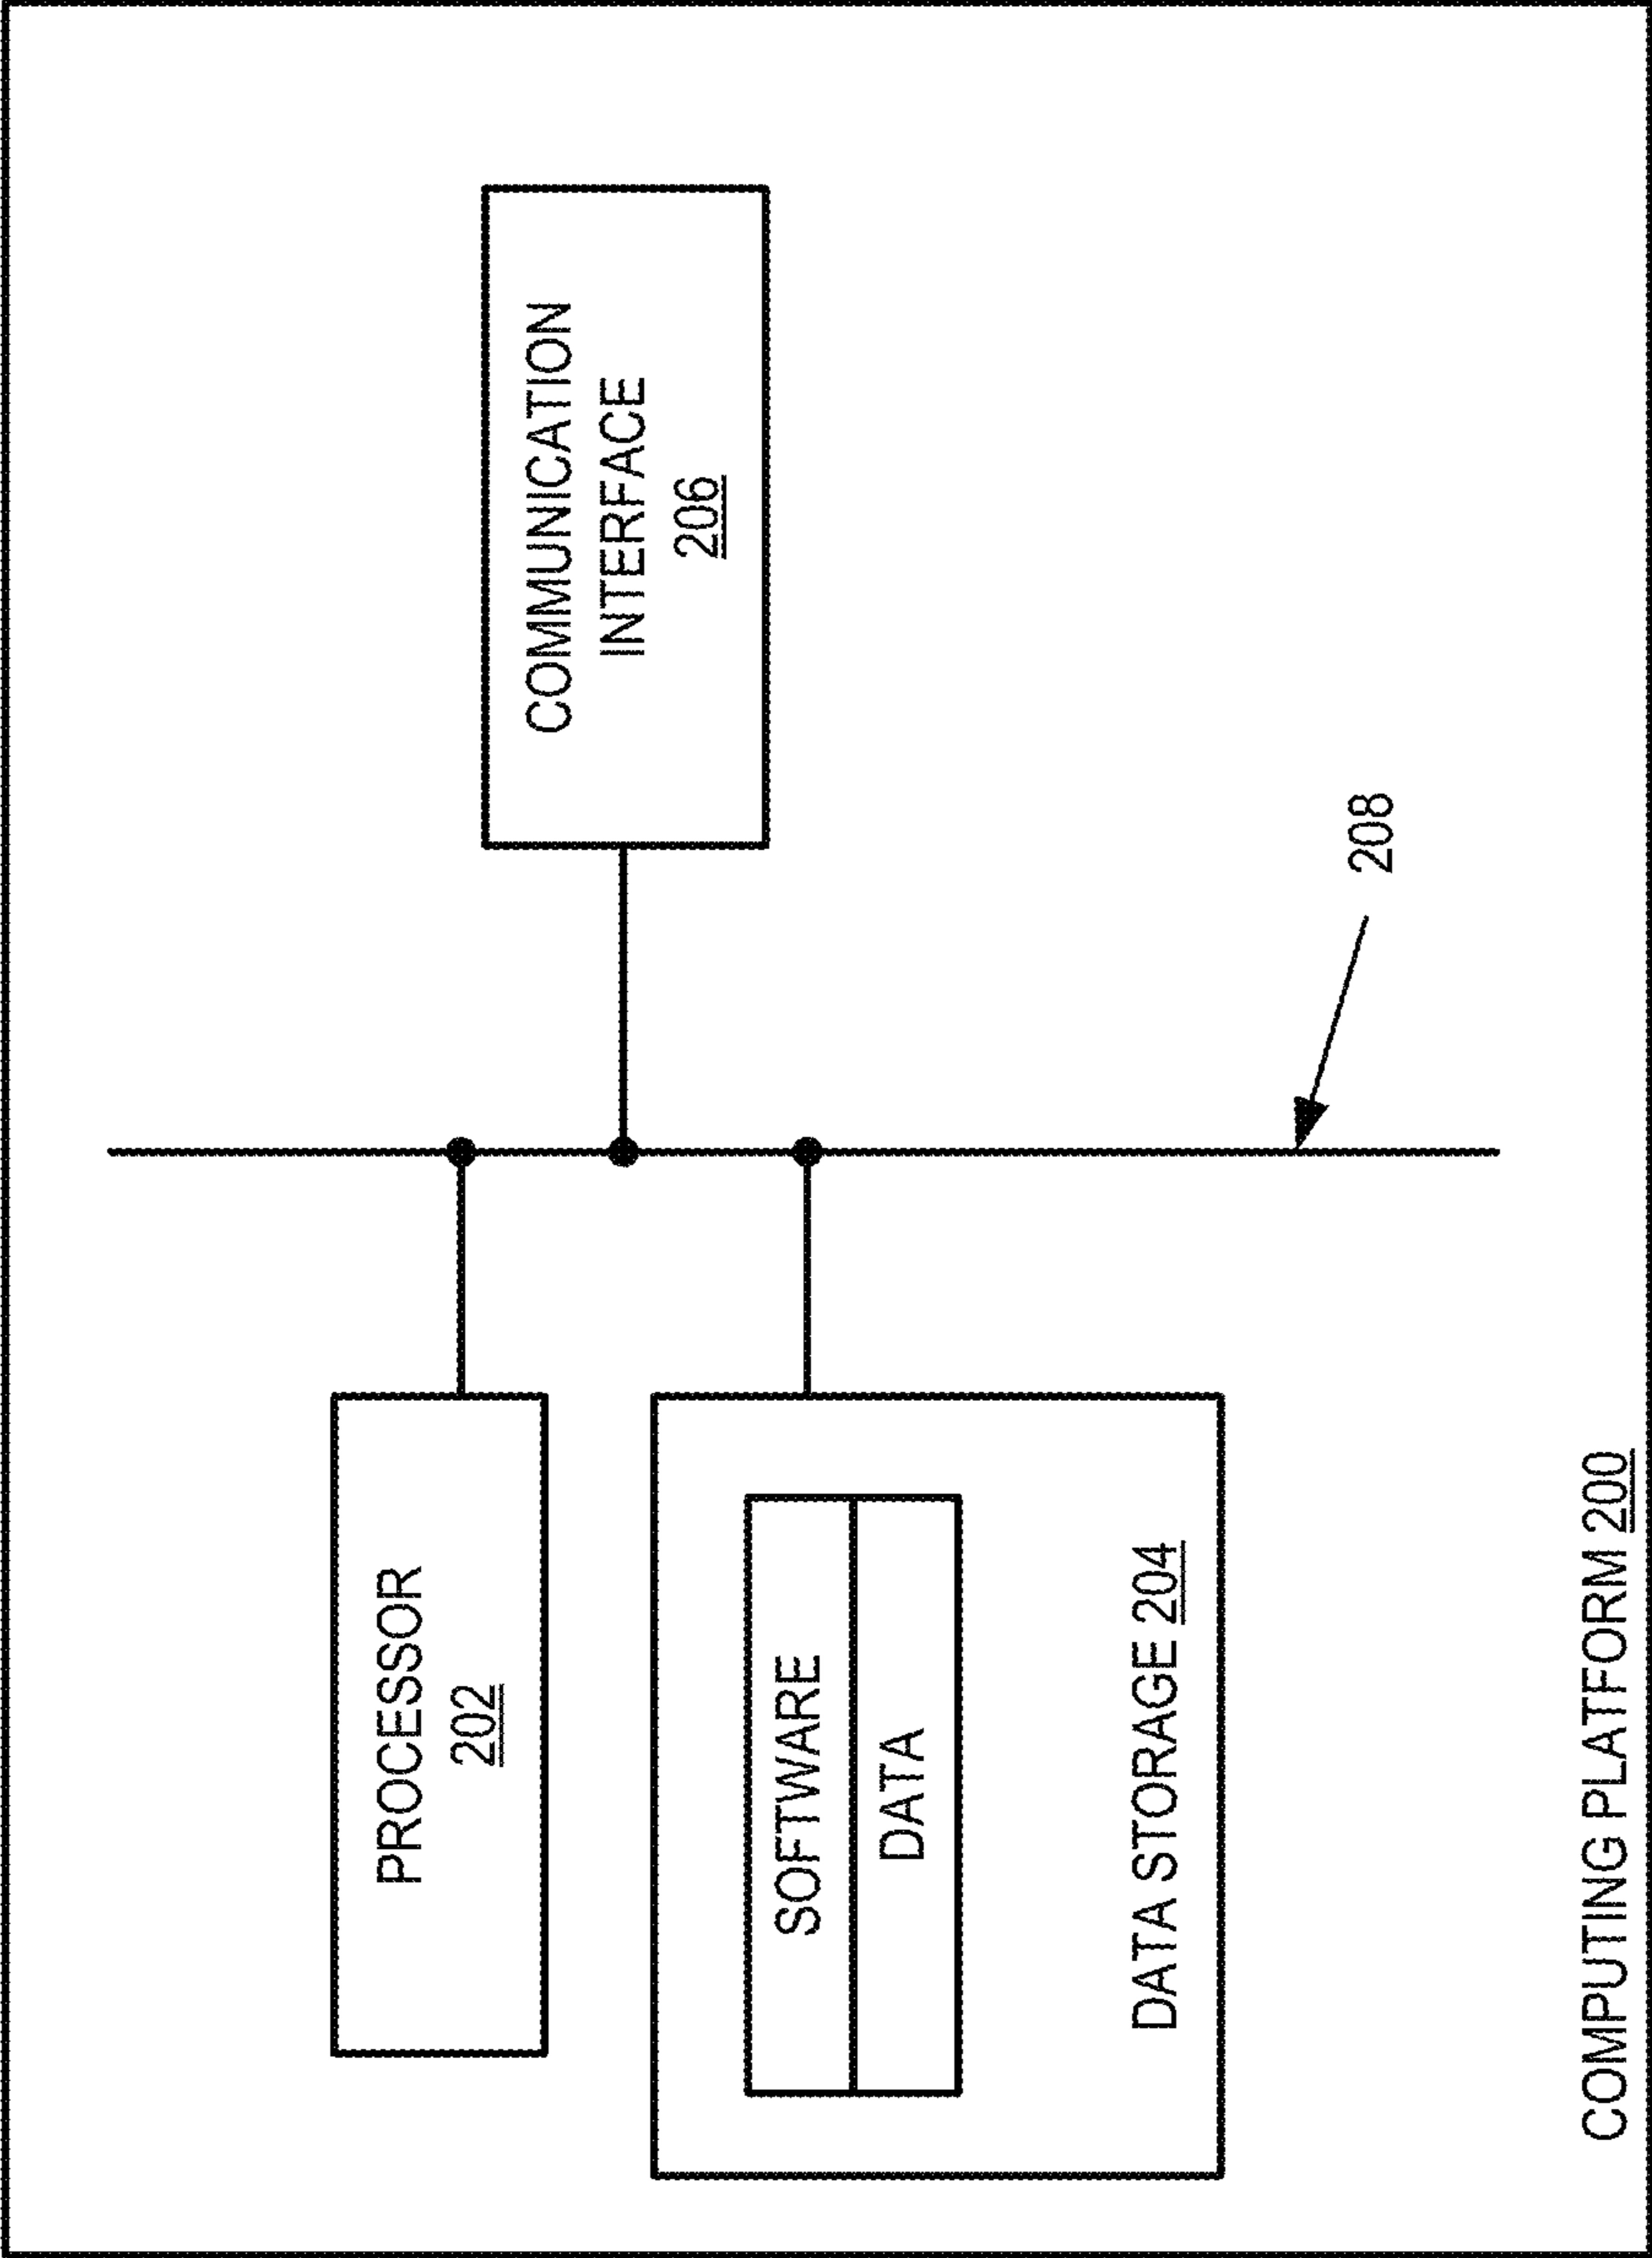 PROCESSOR
202
COMMUNICATION
INTERFACE
206
SOFTWARE
DATA
DATA STORAGE 204
208
COMPUTING PLATFORM 200